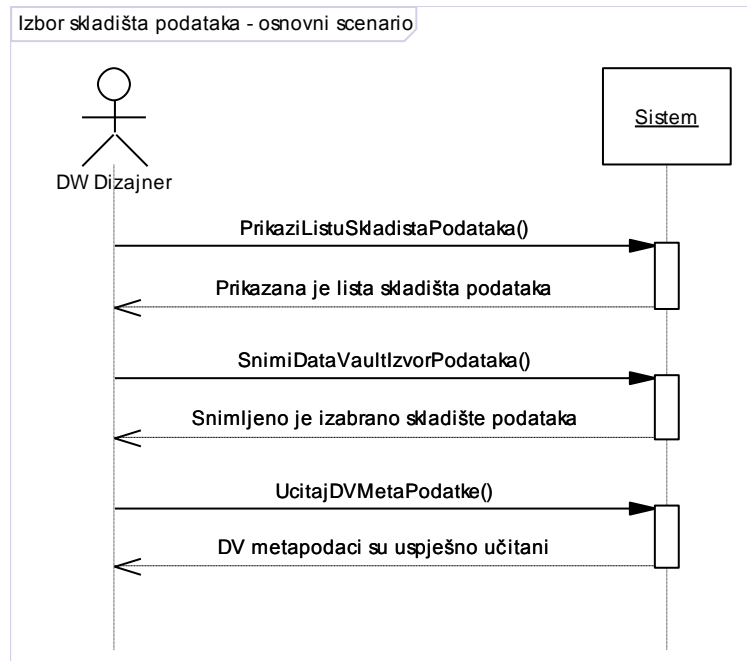 Izbor skladišta podataka - osnovni scenario
Sistem
DW Dizajner
PrikaziListuSkladistaPodataka()
Prikazana je lista skladišta podataka
SnimiDataVaultIzvorPodataka()
Snimljeno je izabrano skladište podataka
UcitajDVMetaPodatke()
DV metapodaci su uspješno učitani